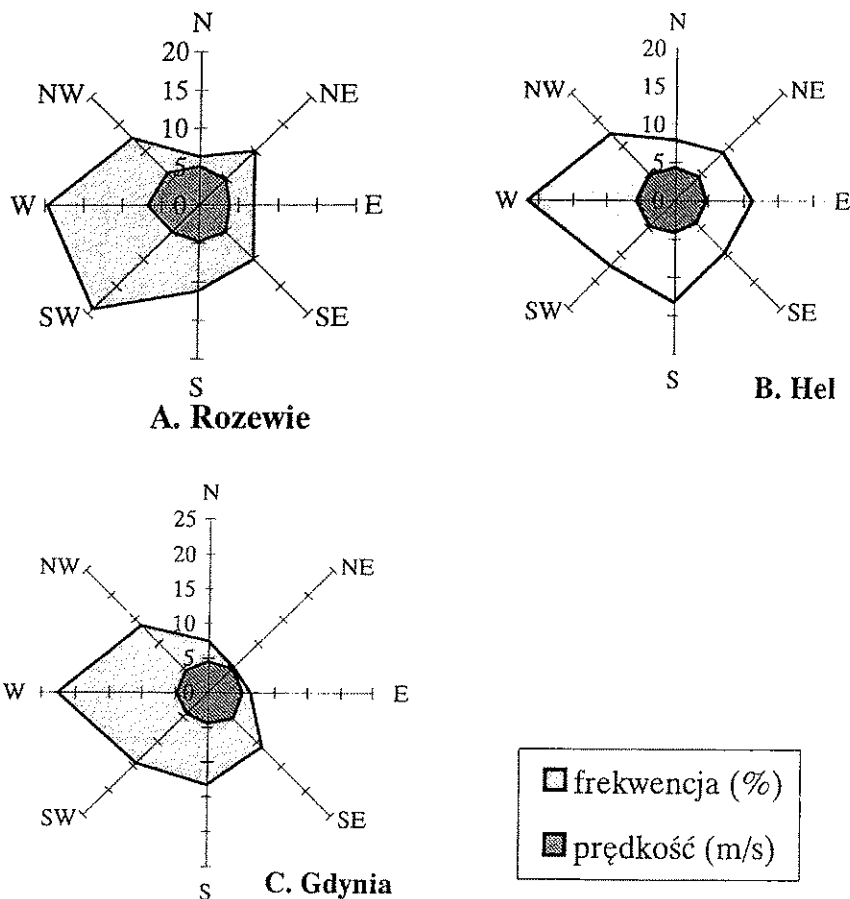 N
20
15
10
5
0
NW
NE
W
E
SW
SE
S
A. Rozewie
N
20
15
10
5
0
NW
NE
W
E
SW
SE
S
B. Hel
N
25
20
15
10
5
0
NW
NE
W
E
SW
SE
S
C. Gdynia
frekwencja (%)
prędkość (m/s)